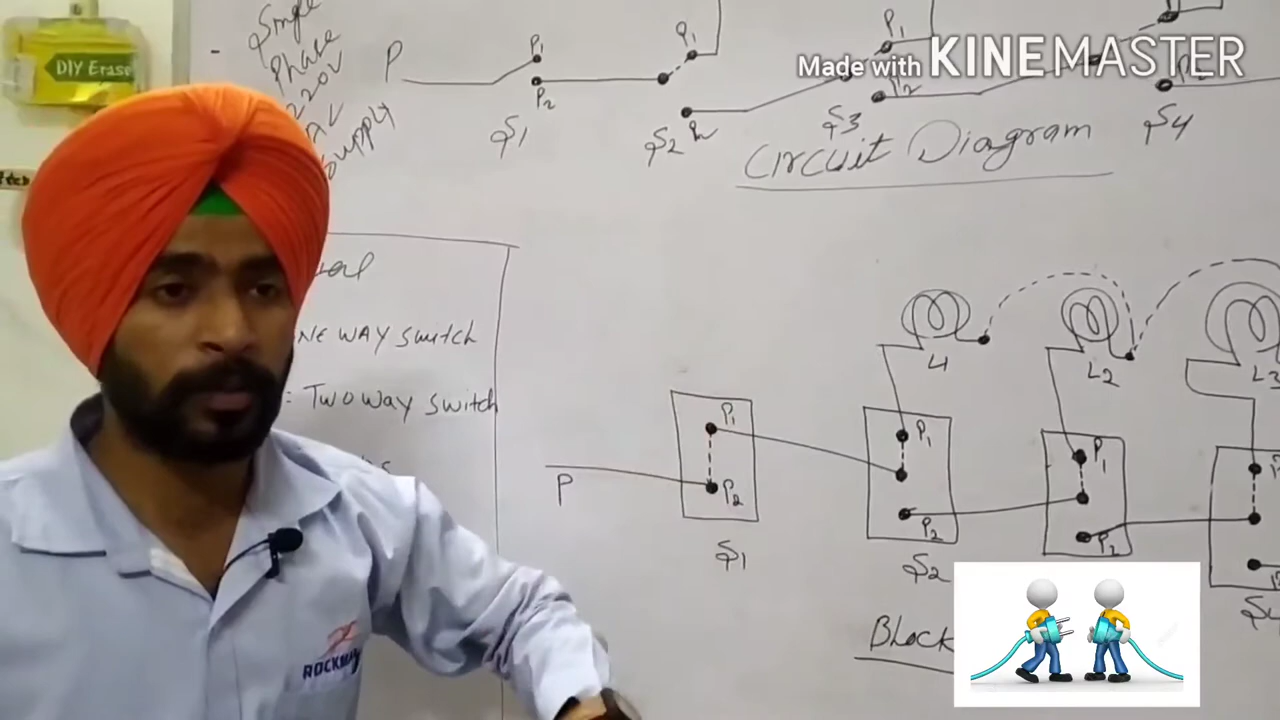 DIY Erase
Single
Phase
220V
Supply
P
P1
P2
S1
P1
S2
P1
P2
S3
S4
Made with KINEMASTER
Circuit Diagram
ONE WAY switch
: Two way switch
P
P1
P2
S1
L1
P1
P2
S2
L2
P1
P2
L3
Block
ROCKMAN